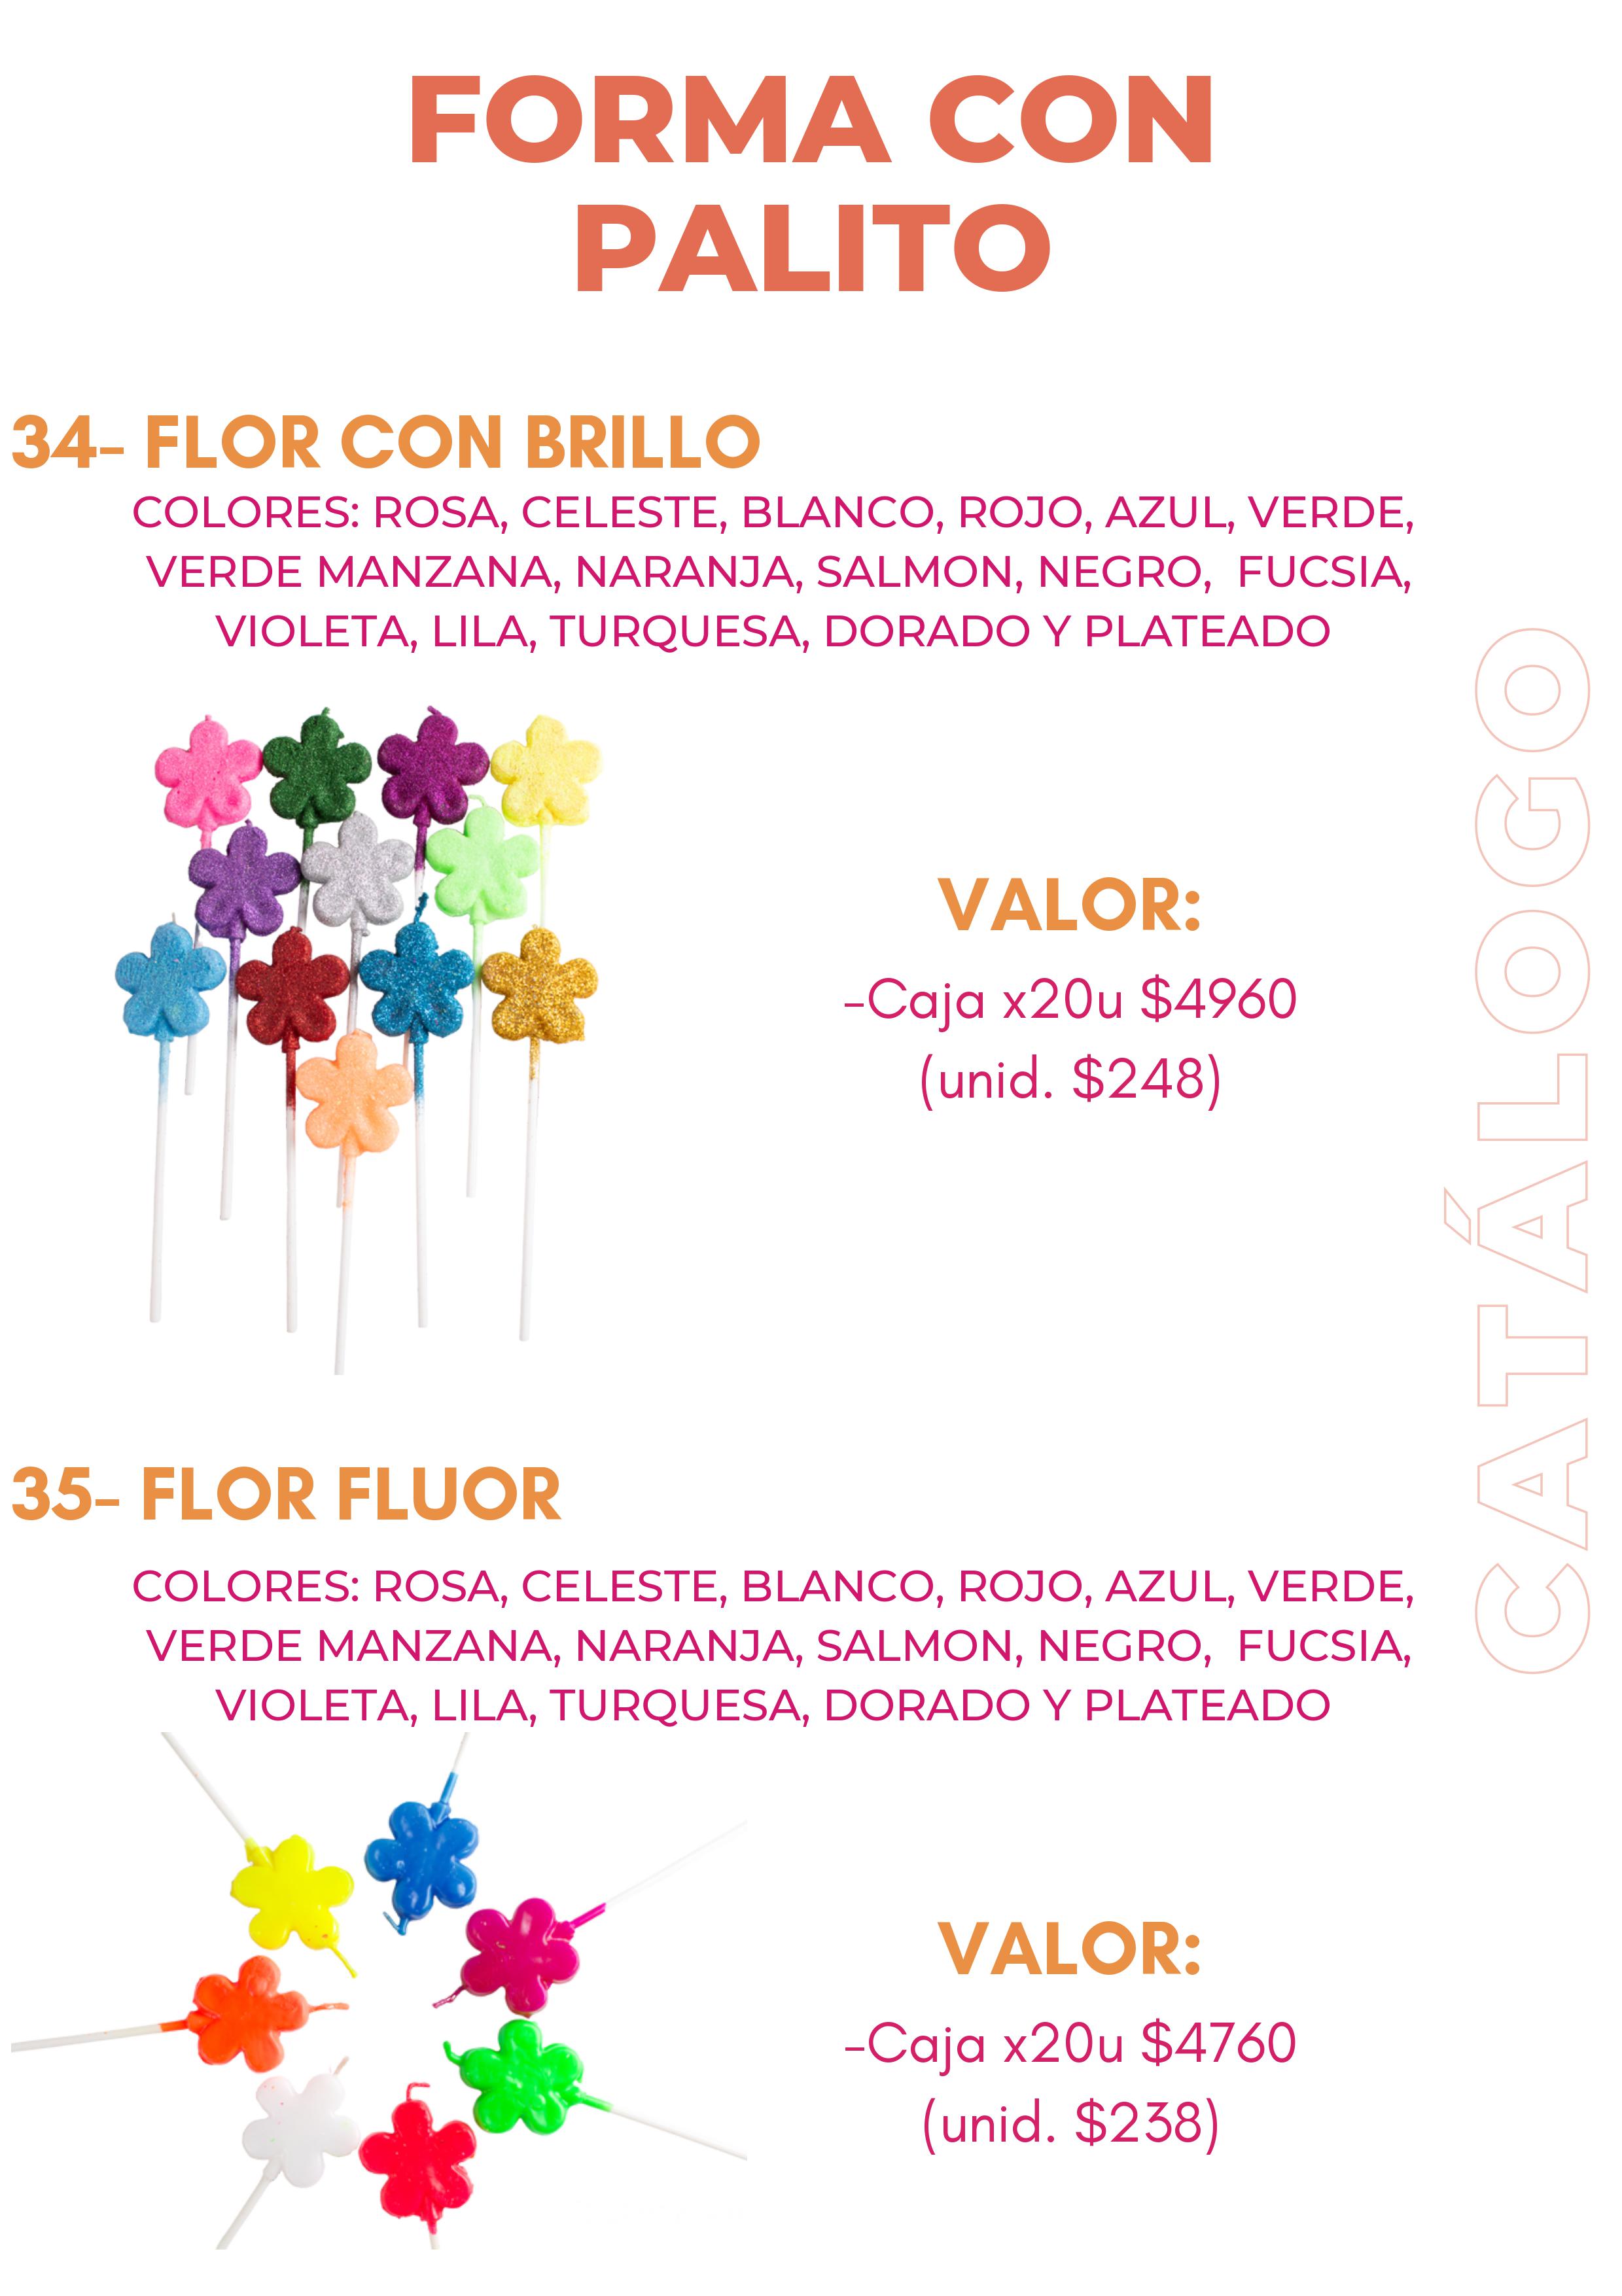 FORMA CON
PALITO
34- FLOR CON BRILLO
COLORES: ROSA, CELESTE, BLANCO, ROJO, AZUL, VERDE,
VERDE MANZANA, NARANJA, SALMON, NEGRO, FUCSIA,
VIOLETA, LILA, TURQUESA, DORADO Y PLATEADO
VALOR:
-Caja x20u $4960
(unid. $248)
35- FLOR FLUOR
COLORES: ROSA, CELESTE, BLANCO, ROJO, AZUL, VERDE,
VERDE MANZANA, NARANJA, SALMON, NEGRO, FUCSIA,
VIOLETA, LILA, TURQUESA, DORADO Y PLATEADO
VALOR:
-Caja x20u $4760
(unid. $238)
CATÁLOGO